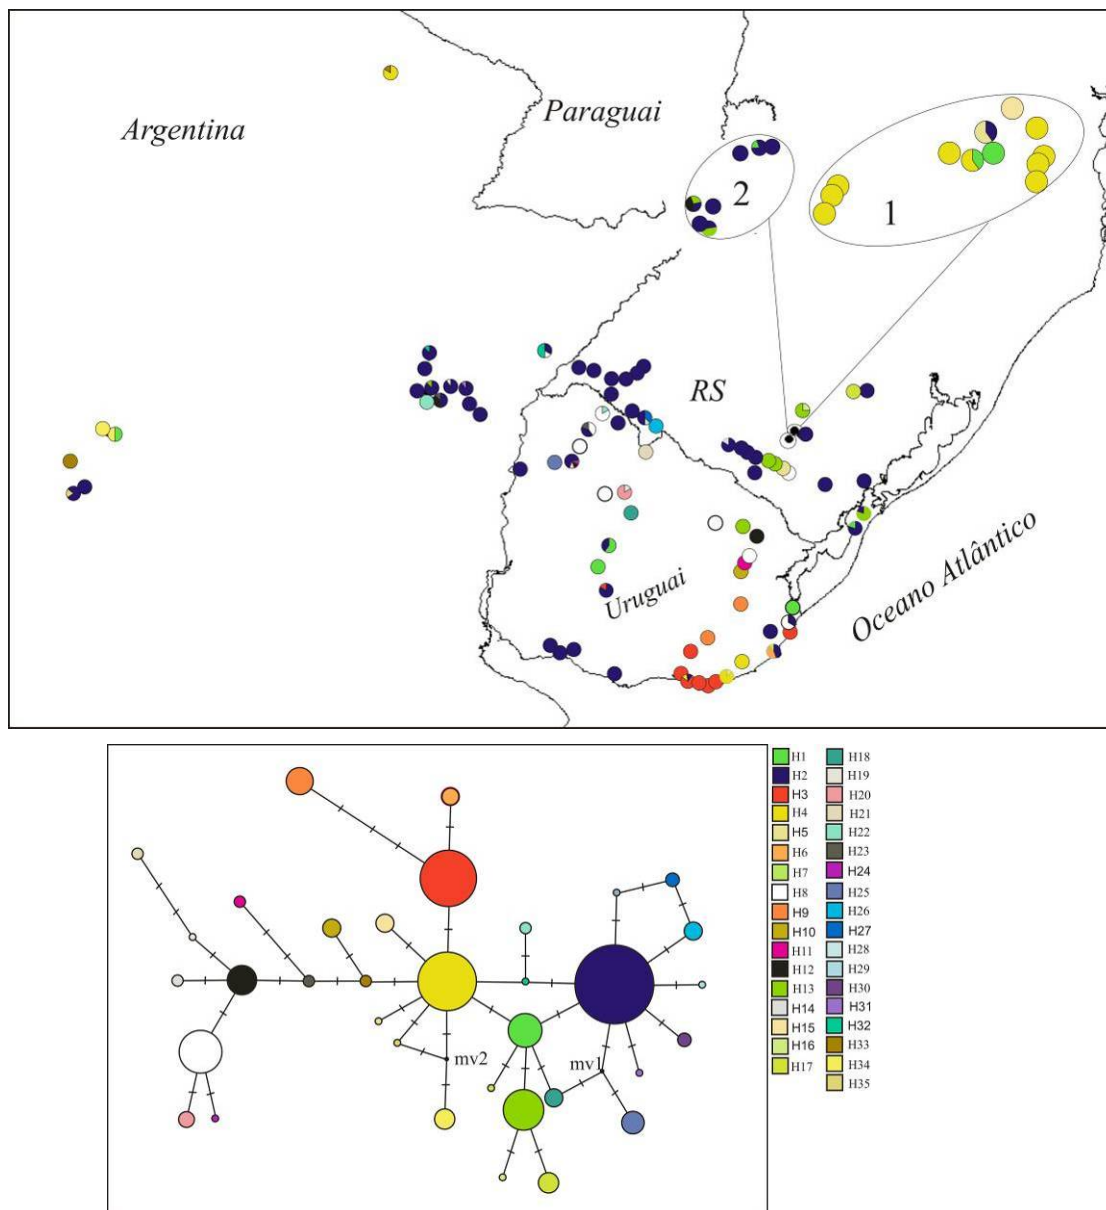 Argentina
Paraguai
2
1
RS
Uruguai
Oceano Atlântico
mv2
mv1
H1
H2
H3
H4
H5
H6
H7
H8
H9
H10
H11
H12
H13
H14
H15
H16
H17
H18
H19
H20
H21
H22
H23
H24
H25
H26
H27
H28
H29
H30
H31
H32
H33
H34
H35